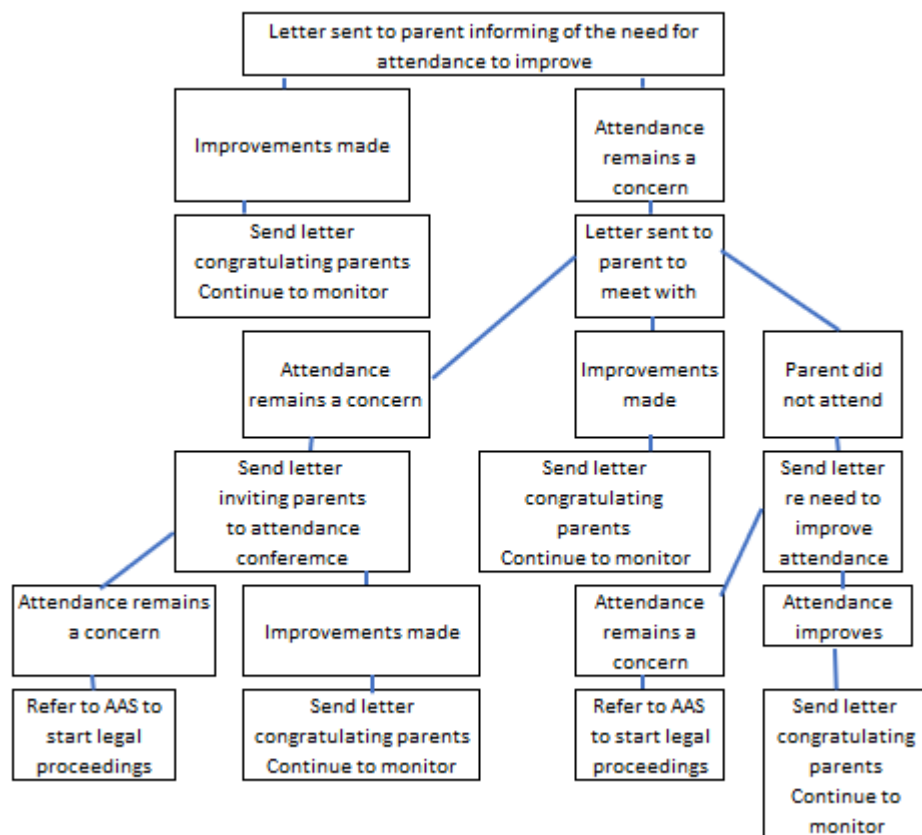 Letter sent to parent informing of the need for
attendance to improve
Improvements made
Attendance
remains a
concern
Send letter
congratulating parents
Continue to monitor
Letter sent to
parent to
meet with
Attendance
remains a concern
Improvements
made
Parent did
not attend
Send letter
inviting parents
to attendance
conferemce
Send letter
congratulating
parents
Continue to monitor
Send letter
re need to
improve
attendance
Attendance remains
a concern
Improvements made
Attendance
remains a
concern
Attendance
improves
Refer to AAS to
start legal
proceedings
Send letter
congratulating parents
Continue to monitor
Refer to AAS
to start legal
proceedings
Send letter
congratulating
parents
Continue to
monitor